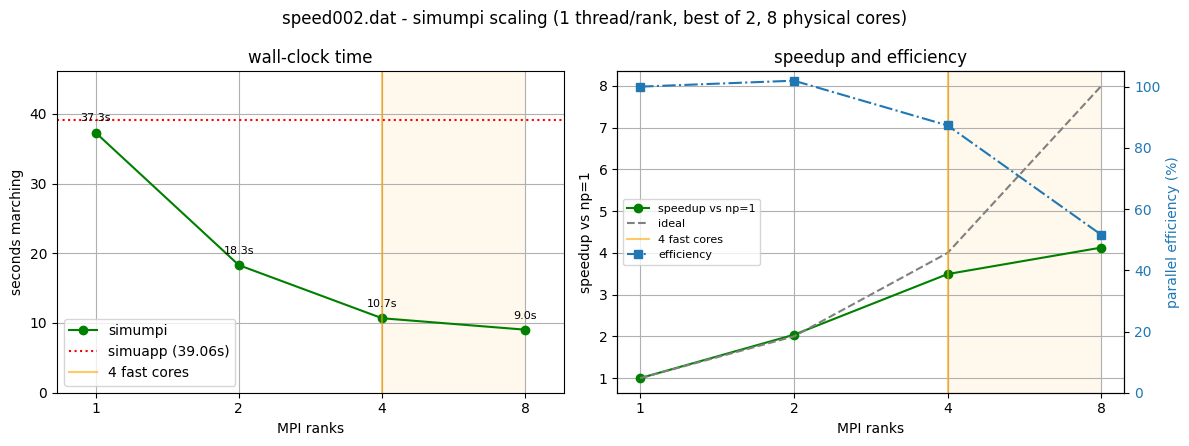 speed002.dat - simumpi scaling (1 thread/rank, best of 2, 8 physical cores)
wall-clock time
seconds marching
40
30
20
10
0
37.3s
18.3s
10.7s
9.0s
simumpi
simuapp (39.06s)
4 fast cores
1
2
4
8
MPI ranks
speedup and efficiency
speedup vs np=1
8
7
6
5
4
3
2
1
speedup vs np=1
ideal
4 fast cores
efficiency
1
2
4
8
MPI ranks
100
80
60
40
20
0
parallel efficiency (%)